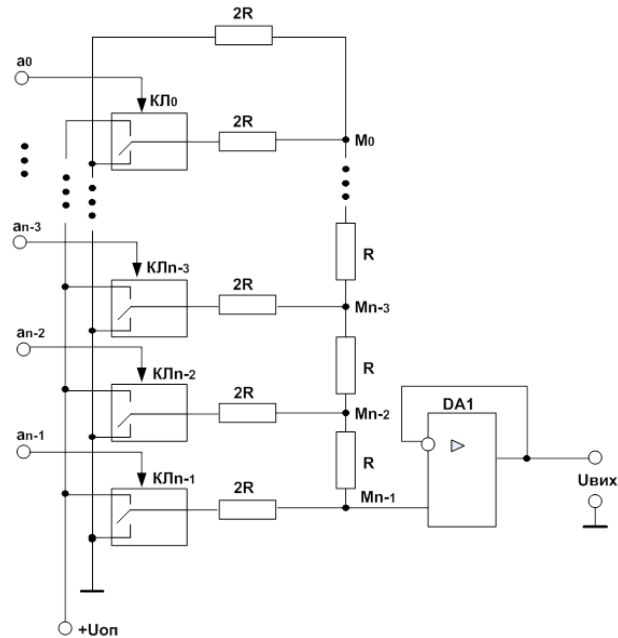 2R
a0
КЛ0
2R
M0
R
an-3
КЛn-3
2R
Mn-3
R
an-2
КЛn-2
2R
Mn-2
DA1
R
an-1
КЛn-1
2R
Mn-1
Uвих
+Uоп